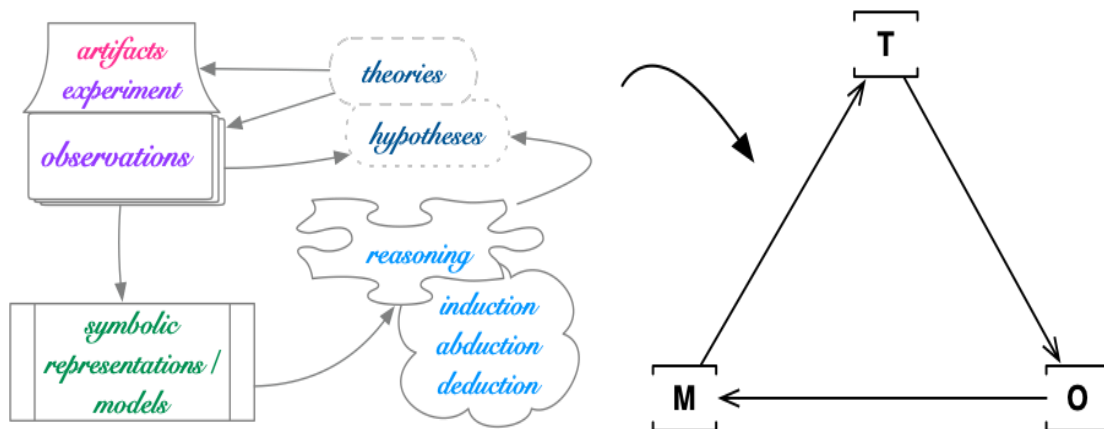 artifacts
experiment
observations
theories
hypotheses
reasoning
induction
abduction
deduction
symbolic
representations /
models
T
M
O